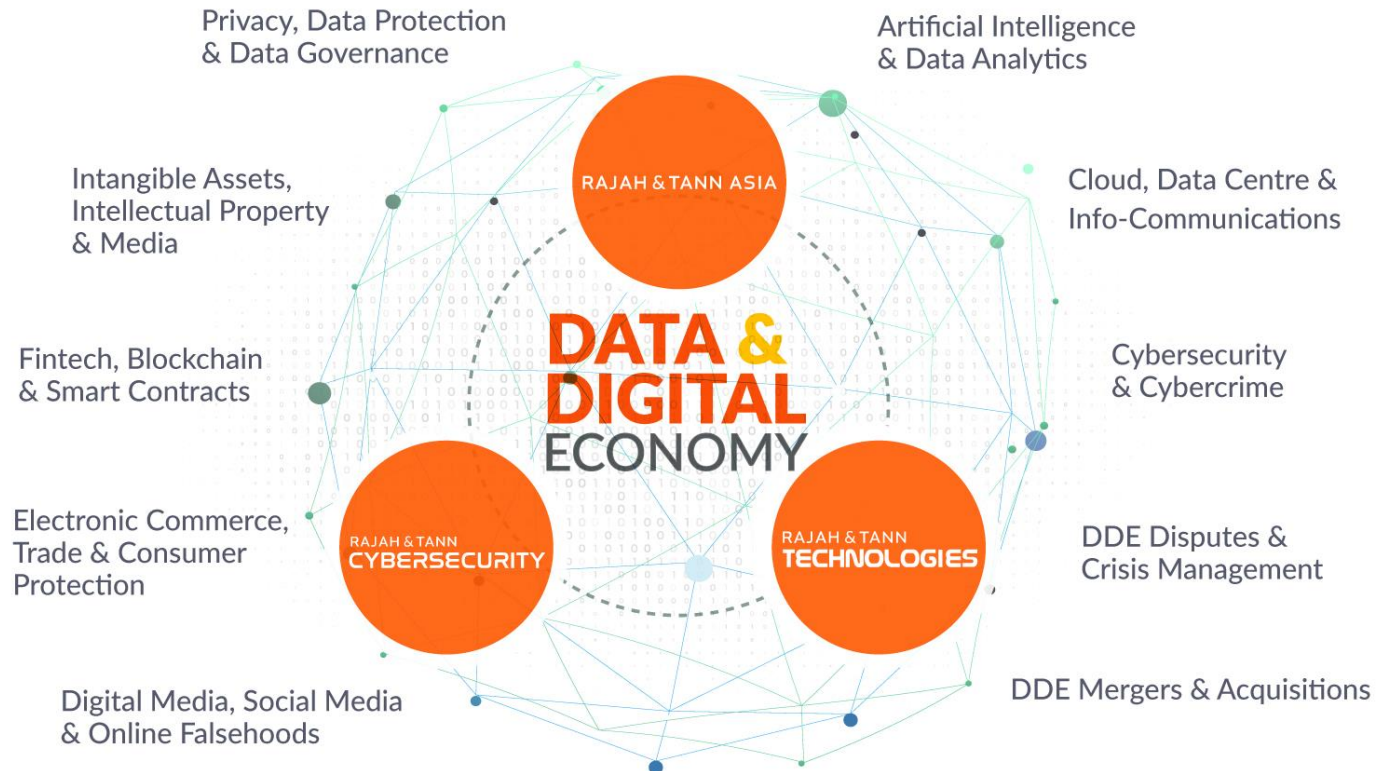 Privacy, Data Protection
& Data Governance
Artificial Intelligence
& Data Analytics
Intangible Assets,
Intellectual Property
& Media
RAJAH & TANN ASIA
Cloud, Data Centre &
Info-Communications
Fintech, Blockchain
& Smart Contracts
DATA &
DIGITAL
ECONOMY
Cybersecurity
& Cybercrime
Electronic Commerce,
Trade & Consumer
Protection
RAJAH & TANN
CYBERSECURITY
RAJAH & TANN
TECHNOLOGIES
DDE Disputes &
Crisis Management
Digital Media, Social Media
& Online Falsehoods
DDE Mergers & Acquisitions